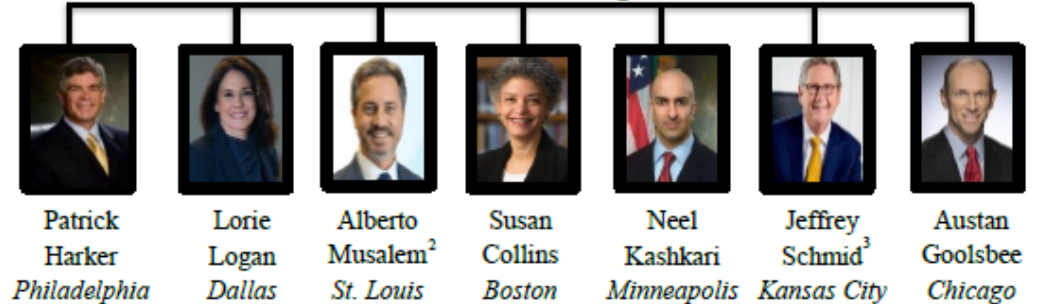 Patrick Harker Philadelphia
Lorie Logan Dallas
Alberto Musalem² St. Louis
Susan Collins Boston
Neel Kashkari Minneapolis
Jeffrey Schmid³ Kansas City
Austan Goolsbee Chicago